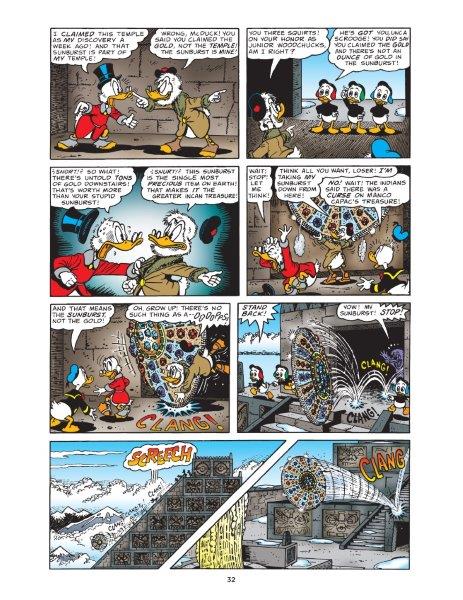 I CLAIMED THIS TEMPLE
AS MY DISCOVERY A
WEEK AGO! AND THAT
SUNBURST IS PART OF
MY TEMPLE!
WRONG, McDUCK! YOU
SAID YOU CLAIMED THE
GOLD, NOT THE TEMPLE!
THE SUNBURST IS MINE!
YOU THREE SQUIRTS!
ON YOUR HONOR AS
JUNIOR WOODCHUCKS,
AM I RIGHT?
HE'S GOT YOU, UNCA
SCROOGE! YOU DID SAY
YOU CLAIMED THE GOLD
AND THERE'S NOT AN
OUNCE OF GOLD IN
THE SUNBURST!
(SNORT!) SO WHAT!
THERE'S UNTOLD TONS
OF GOLD DOWNSTAIRS!
THAT'S WORTH MORE
THAN YOUR STUPID
SUNBURST!
(SNORT!) THIS SUNBURST
IS THE SINGLE MOST
PRECIOUS ITEM ON EARTH!
THAT MAKES IT THE
GREATER INCAN TREASURE!
WAIT!
STOP!
LET
ME
THINK!
THINK ALL YOU WANT, LOSER! I'M
TAKING MY
SUNBURST
DOWN FROM
HERE!
NO! WAIT! THE INDIANS
SAID THERE WAS A
CURSE ON MANCO
CAPAC'S TREASURE!
AND THAT MEANS
THE SUNBURST,
NOT THE GOLD!
OH, GROW UP! THERE'S NO
SUCH THING AS A--
CLANG!
STAND
BACK!
YOW! MY
SUNBURST! STOP!
CLANG!
CLANG!
SCREECH
CLANG
32